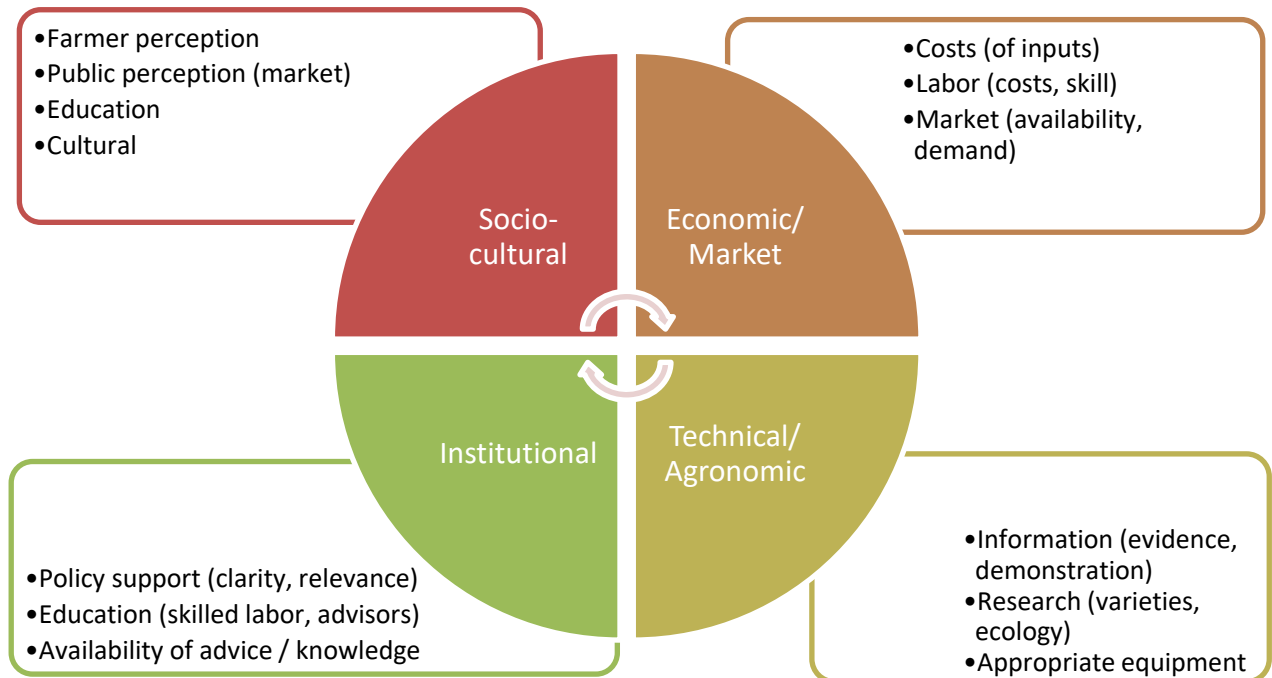 •Farmer perception
•Public perception (market)
•Education
•Cultural
•Costs (of inputs)
•Labor (costs, skill)
•Market (availability,
demand)
Socio-
cultural
Economic/
Market
Institutional
Technical/
Agronomic
•Policy support (clarity, relevance)
•Education (skilled labor, advisors)
•Availability of advice / knowledge
•Information (evidence,
demonstration)
•Research (varieties,
ecology)
•Appropriate equipment